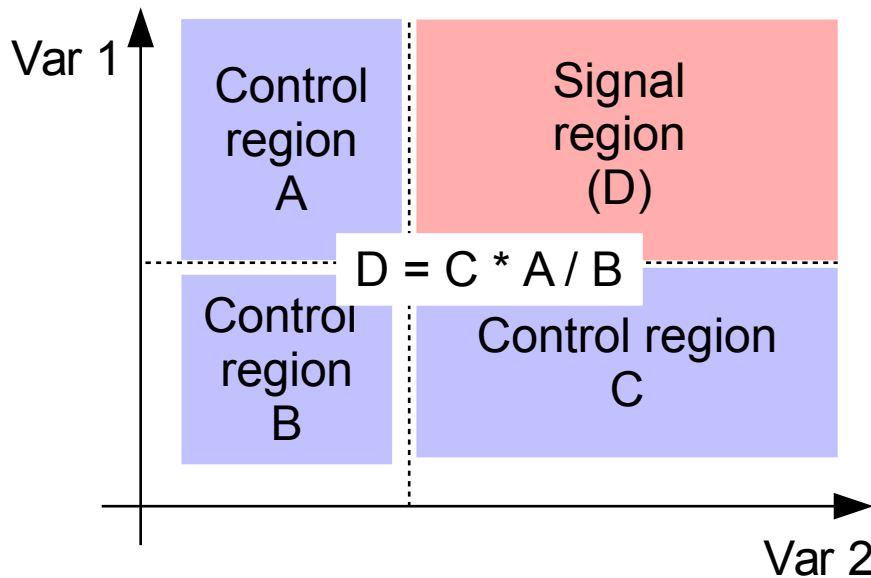 Var 1
Control
region
A
Signal
region
(D)
D = C * A / B
Control
region
B
Control region
C
Var 2